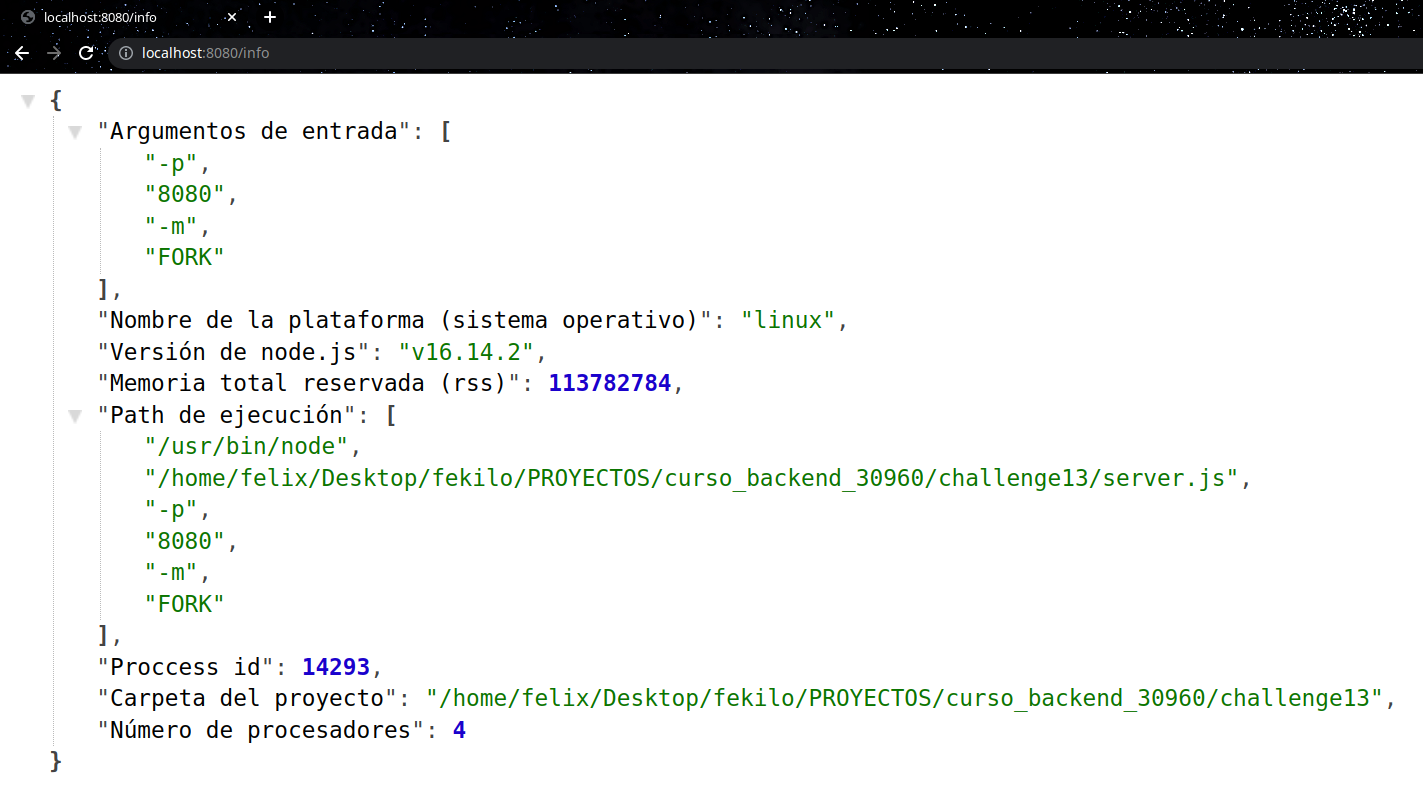 localhost:8080/info
localhost:8080/info
{
"Argumentos de entrada": [
"-p",
"8080",
"-m",
"FORK"
],
"Nombre de la plataforma (sistema operativo)": "linux",
"Versión de node.js": "v16.14.2",
"Memoria total reservada (rss)": 113782784,
"Path de ejecución": [
"/usr/bin/node",
"/home/felix/Desktop/fekilo/PROYECTOS/curso_backend_30960/challenge13/server.js",
"-p",
"8080",
"-m",
"FORK"
],
"Proccess id": 14293,
"Carpeta del proyecto": "/home/felix/Desktop/fekilo/PROYECTOS/curso_backend_30960/challenge13",
"Número de procesadores": 4
}